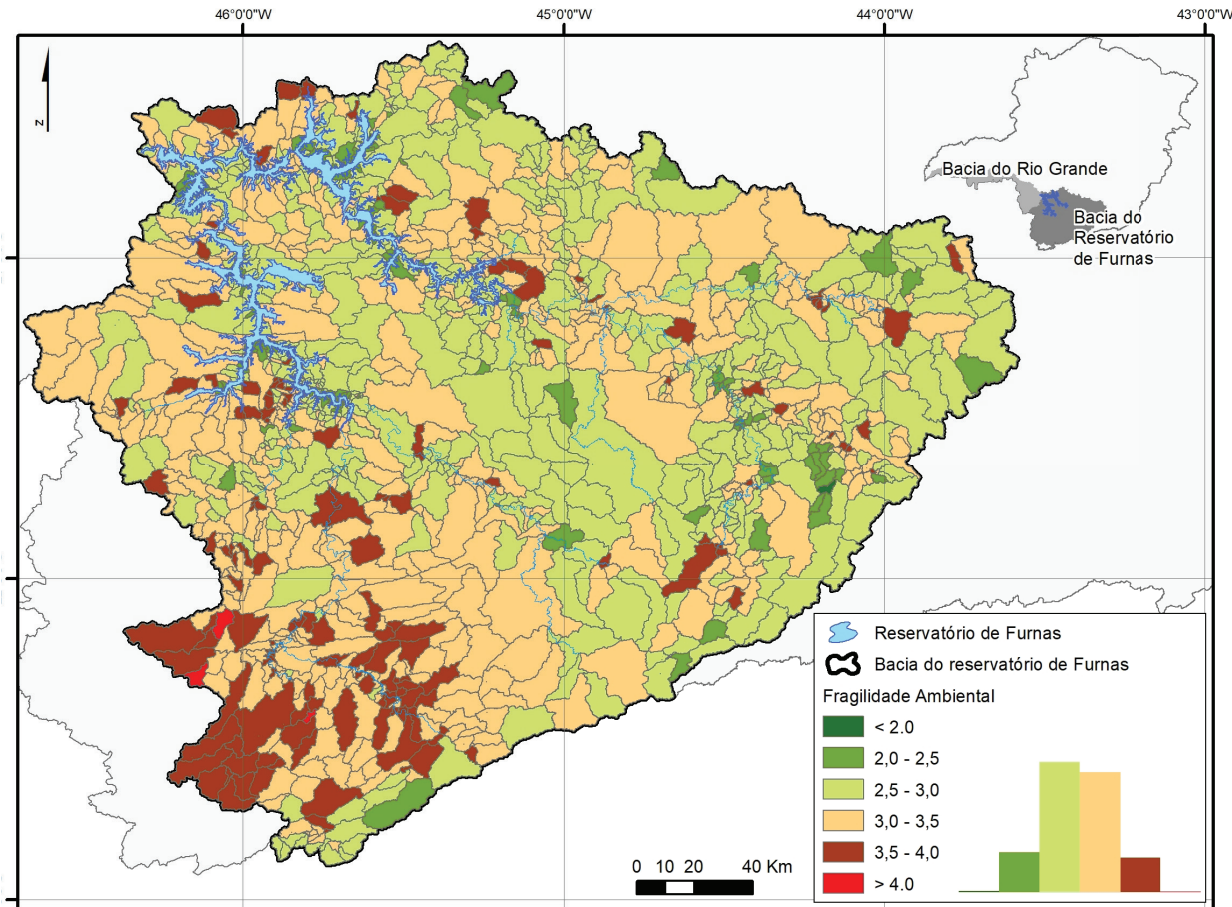 46°0'0"W
45°0'0"W
44°0'0"W
43°0'0"W
z
Bacia do Rio Grande
Bacia do
Reservatório
de Furnas
Reservatório de Furnas
Bacia do reservatório de Furnas
Fragilidade Ambiental
< 2.0
2,0 - 2,5
2,5 - 3,0
3,0 - 3,5
3,5 - 4,0
> 4.0
0 10 20 40 Km